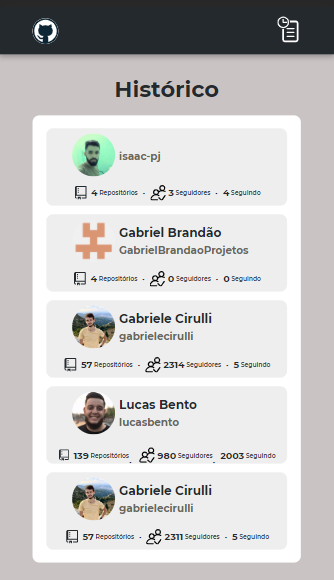 Histórico
isaac-pj
4 Repositórios · 3 Seguidores · 4 Seguindo
Gabriel Brandão
GabrielBrandaoProjetos
4 Repositórios · 0 Seguidores · 0 Seguindo
Gabriele Cirulli
gabrielecirulli
57 Repositórios · 2314 Seguidores · 5 Seguindo
Lucas Bento
lucasbento
139 Repositórios · 980 Seguidores · 2003 Seguindo
Gabriele Cirulli
gabrielecirulli
57 Repositórios · 2311 Seguidores · 5 Seguindo